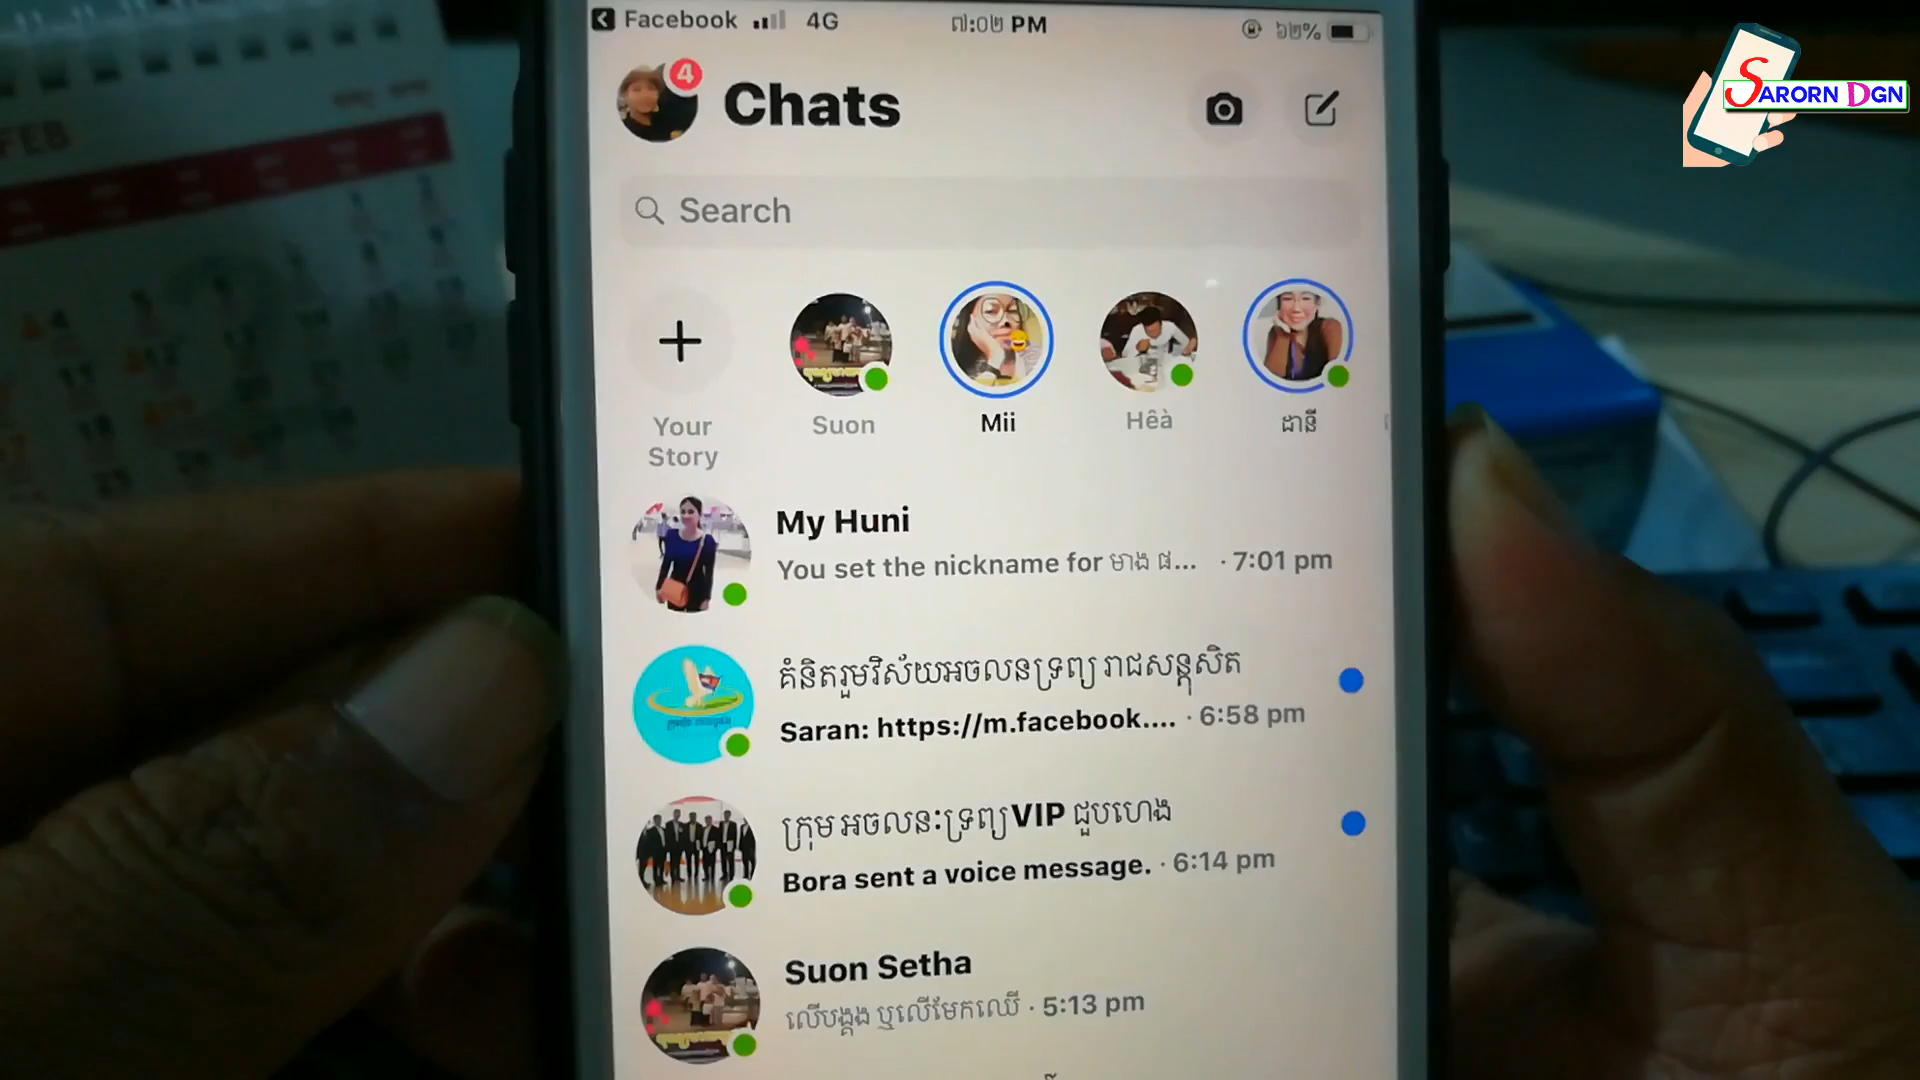 Facebook 4G ៧:០២ PM ៦២%
4
Chats
SARORN DGN
FEB
Search
Your Story
Suon
Mii
Hêà
ដានី
My Huni
You set the nickname for មាង ផ... · 7:01 pm
គំនិតរួមវិស័យអចលនទ្រព្យ រាជសន្តុសិត
Saran: https://m.facebook.... · 6:58 pm
ក្រុម អចលនៈទ្រព្យVIP ជួបហេង
Bora sent a voice message. · 6:14 pm
Suon Setha
លើបង្គង ឬលើមែកឈើ · 5:13 pm